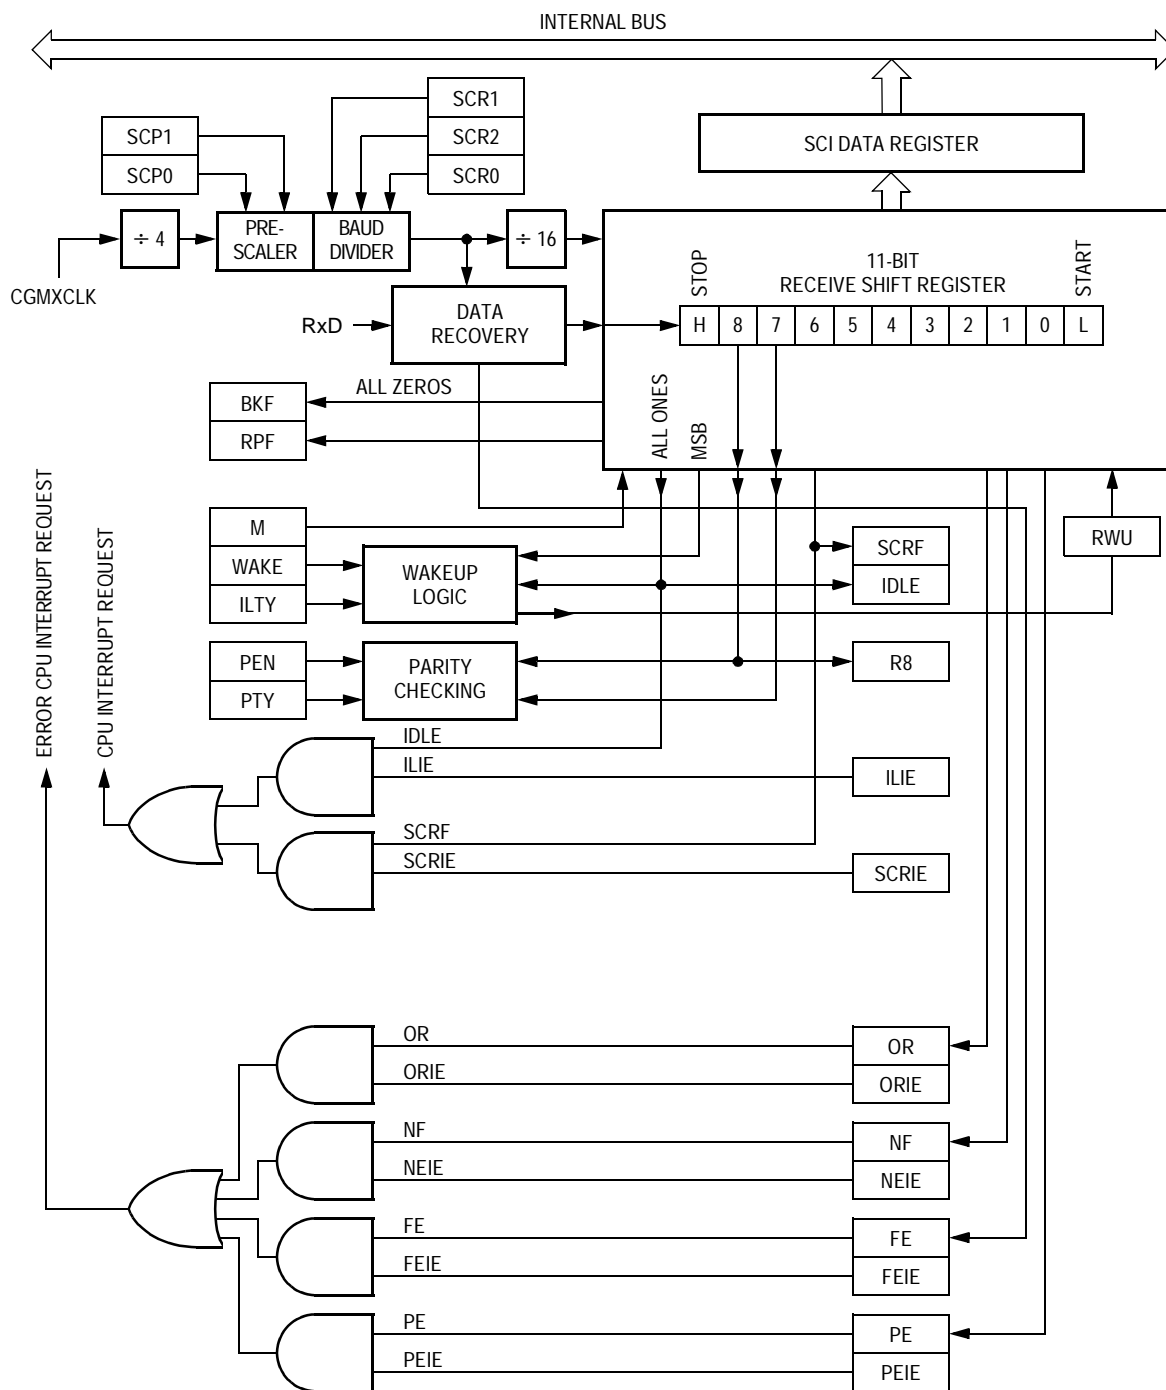 INTERNAL BUS
SCR1
SCR2
SCR0
SCP1
SCP0
SCI DATA REGISTER
÷ 4
PRE-
SCALER
BAUD
DIVIDER
÷ 16
CGMXCLK
STOP
11-BIT
RECEIVE SHIFT REGISTER
START
H 8 7 6 5 4 3 2 1 0 L
RxD
DATA
RECOVERY
ALL ZEROS
BKF
RPF
ALL ONES
MSB
M
WAKE
ILTY
WAKEUP
LOGIC
SCRF
IDLE
RWU
PEN
PTY
PARITY
CHECKING
R8
ERROR CPU INTERRUPT REQUEST
CPU INTERRUPT REQUEST
IDLE
ILIE
ILIE
SCRF
SCRIE
SCRIE
OR
ORIE
OR
ORIE
NF
NEIE
NF
NEIE
FE
FEIE
FE
FEIE
PE
PEIE
PE
PEIE